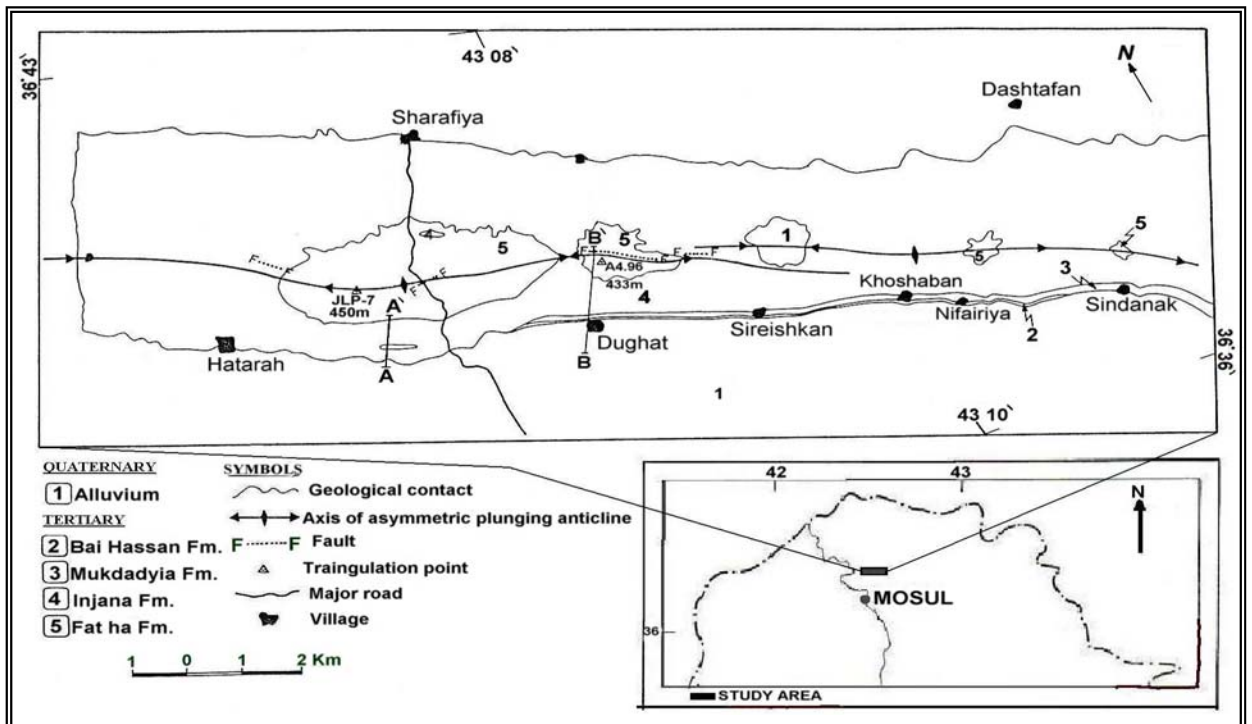 43 08'
36° 43'
N
Dashtafan
Sharafiya
4
5
B'
5
F
F
F
F
A4.96
433m
1
5
5
F
F
F
F
JLP-7
450m
A'
4
Khoshaban
3
Nifairiya
Sindanak
Sireishkan
2
Dughat
Hatarah
A
B
36° 36'
1
43 10'
QUATERNARY
1 Alluvium
TERTIARY
2 Bai Hassan Fm.
3 Mukdadyia Fm.
4 Injana Fm.
5 Fat ha Fm.
SYMBOLS
Geological contact
Axis of asymmetric plunging anticline
F F Fault
Traingulation point
Major road
Village
1 0 1 2 Km
42 43
N
MOSUL
36
STUDY AREA